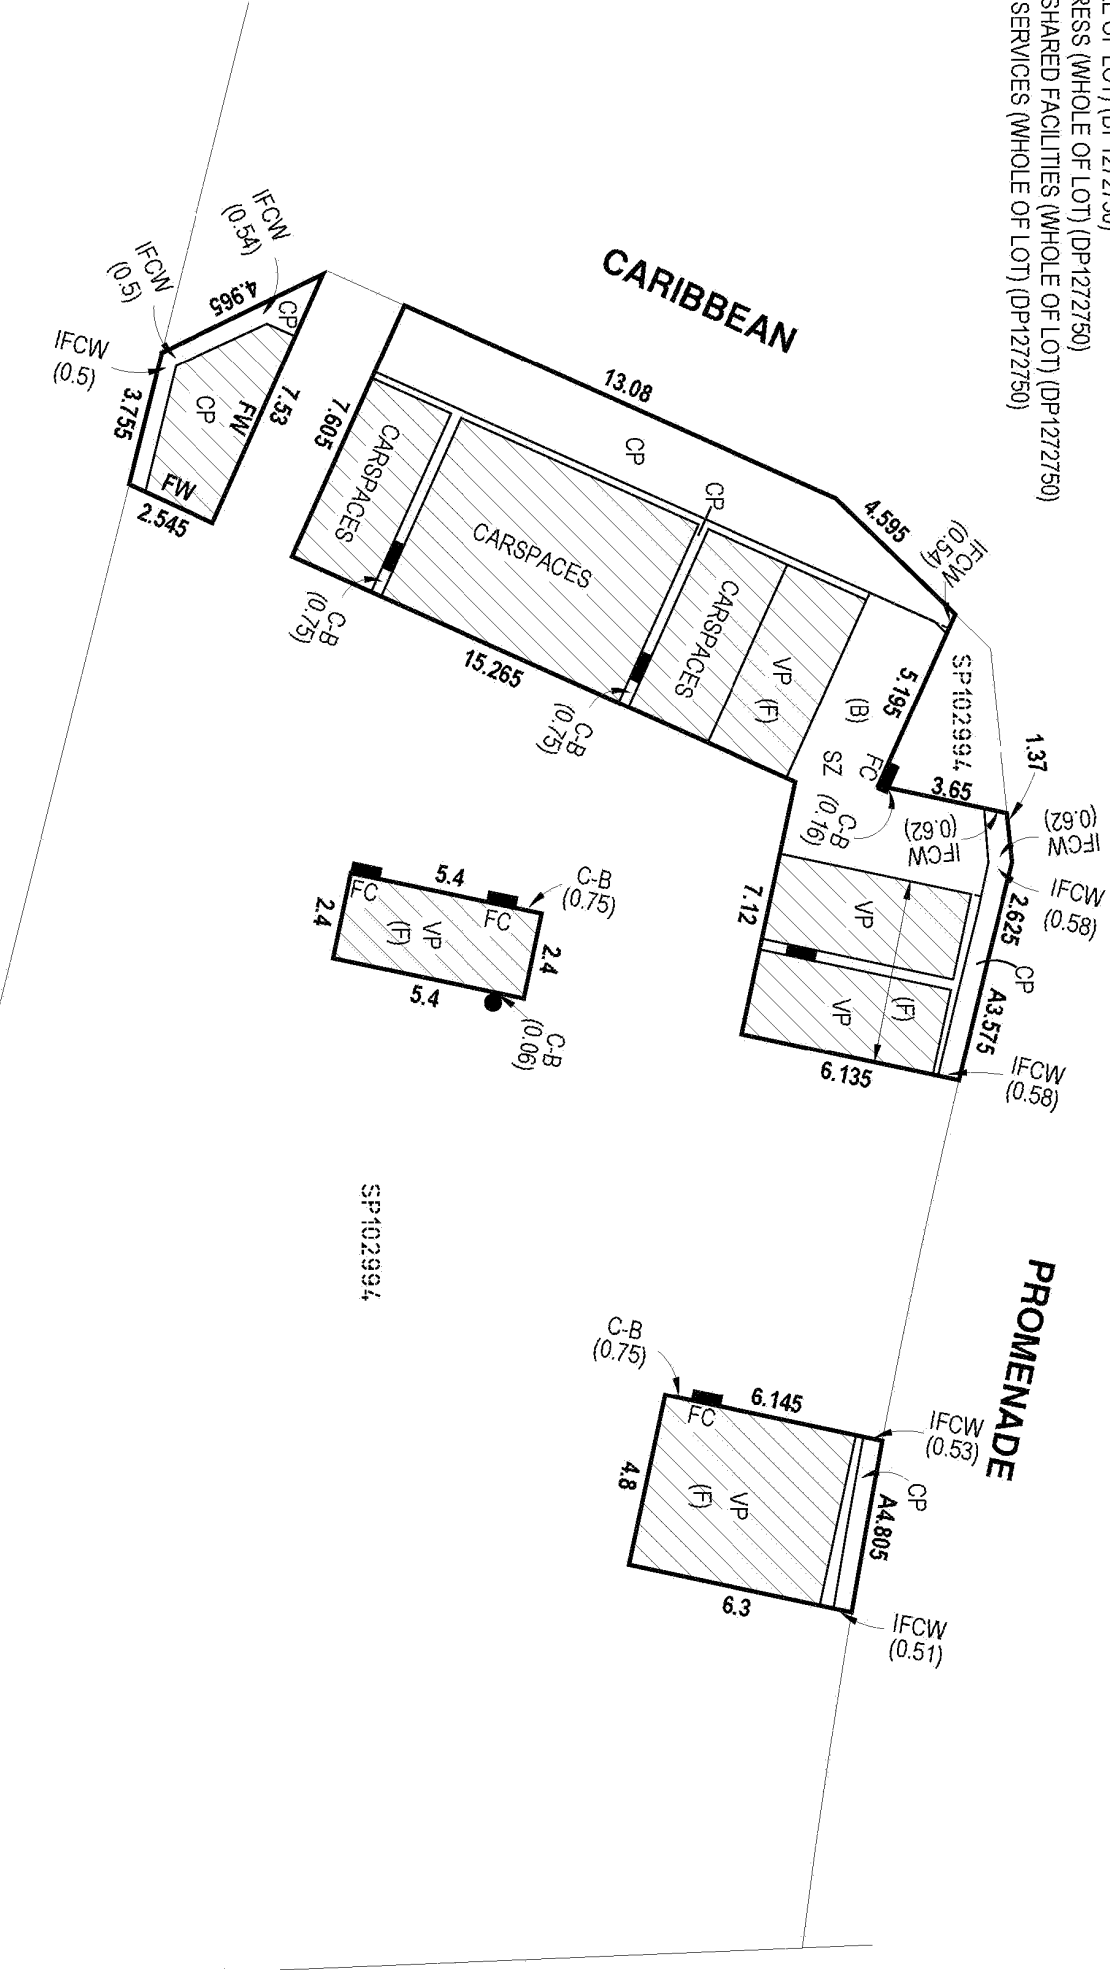 RESS (WHOLE OF LOT) (DP1272750)
SHARED FACILITIES (WHOLE OF LOT) (DP1272750)
SERVICES (WHOLE OF LOT) (DP1272750)
CARIBBEAN
IFCW
(0.54)
IFCW
(0.5)
IFCW
(0.5)
4.965
CP
7.53
FW
CP
FW
3.755
2.545
13.08
7.605
CP
CP
CARSPACES
CARSPACES
CARSPACES
4.595
IFCW
(0.54)
C-B
(0.75)
15.265
C-B
(0.75)
VP
(F)
5.195
(B)
SZ
FC
C-B
(0.16)
SP102994
3.65
1.37
IFCW
(0.62)
IFCW
(0.62)
IFCW
(0.58)
2.625
CP
A3.575
IFCW
(0.58)
7.12
VP
VP
(F)
6.135
5.4
C-B
(0.75)
FC
FC
2.4
VP
(F)
2.4
5.4
C-B
(0.06)
SP102994
PROMENADE
C-B
(0.75)
6.145
FC
IFCW
(0.53)
CP
A4.805
4.8
VP
(F)
6.3
IFCW
(0.51)